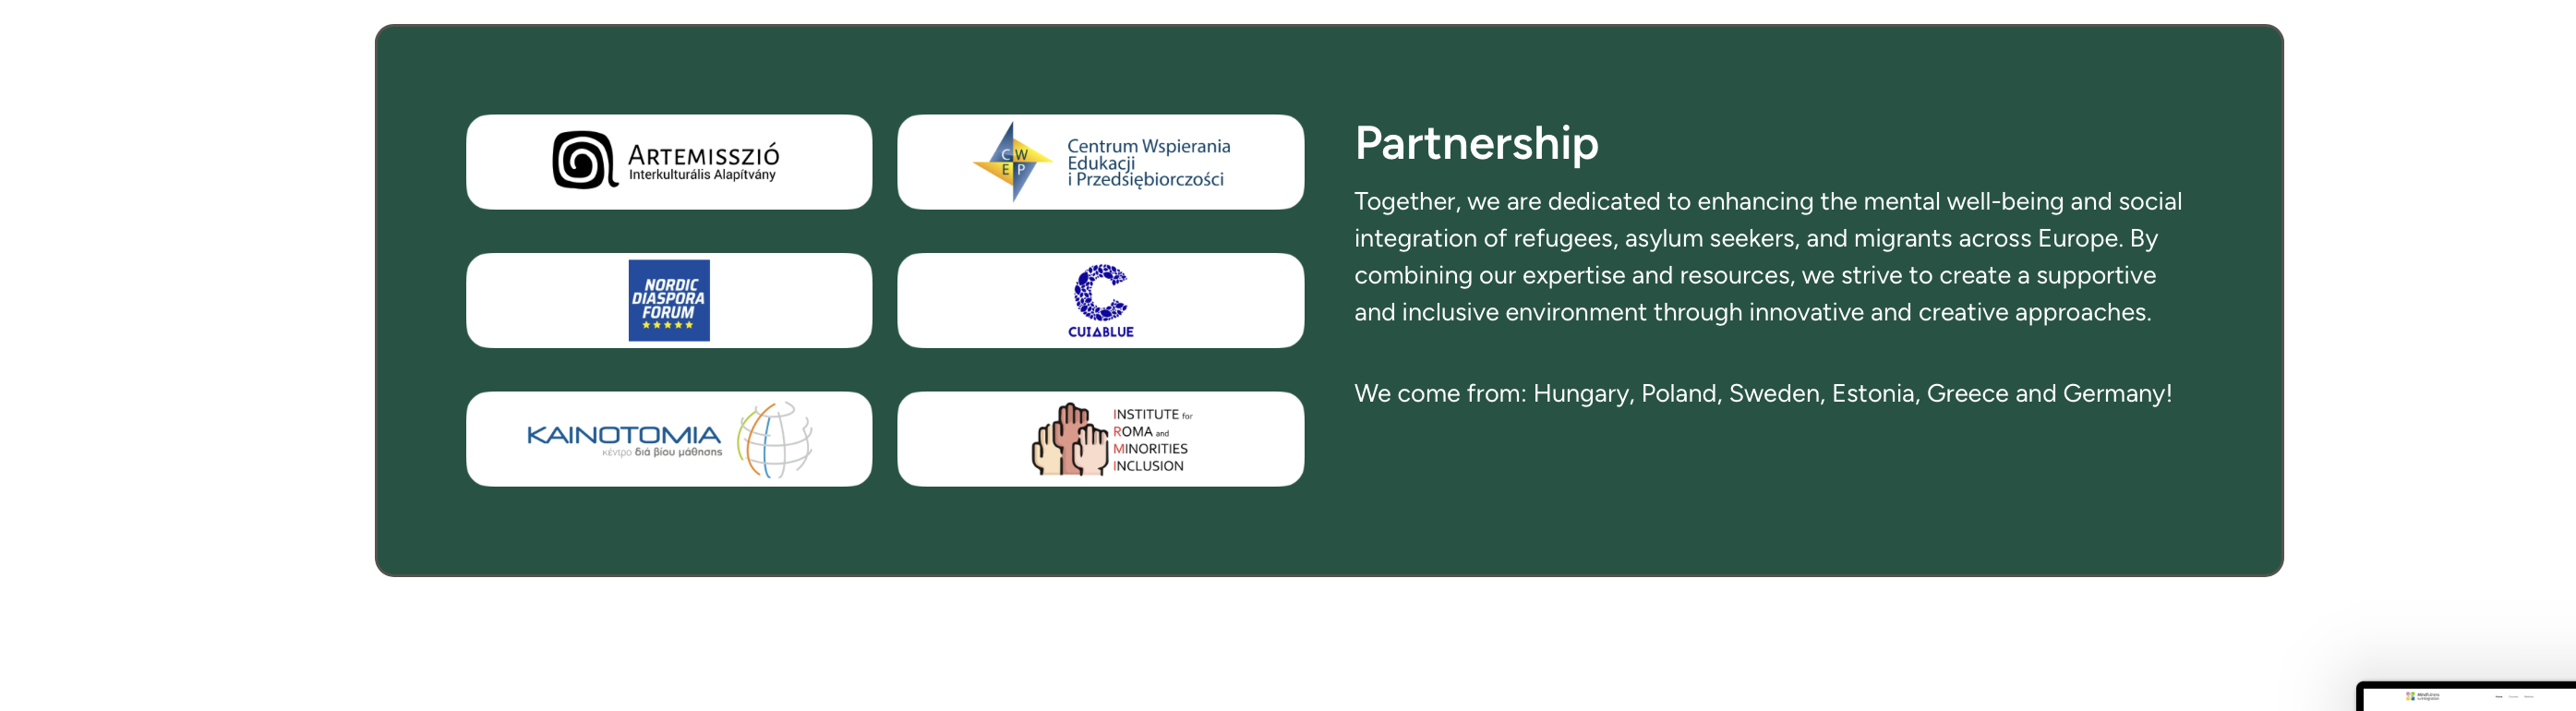 ARTEMISSZIÓ
Interkulturális Alapítvány
C W
E P
Centrum Wspierania
Edukacji
i Przedsiębiorczości
NORDIC
DIASPORA
FORUM
CUIΔBLUE
KAINOTOMIA
κέντρο διά βίου μάθησης
INSTITUTE for
ROMA and
MINORITIES
INCLUSION
Partnership
Together, we are dedicated to enhancing the mental well-being and social
integration of refugees, asylum seekers, and migrants across Europe. By
combining our expertise and resources, we strive to create a supportive
and inclusive environment through innovative and creative approaches.
We come from: Hungary, Poland, Sweden, Estonia, Greece and Germany!